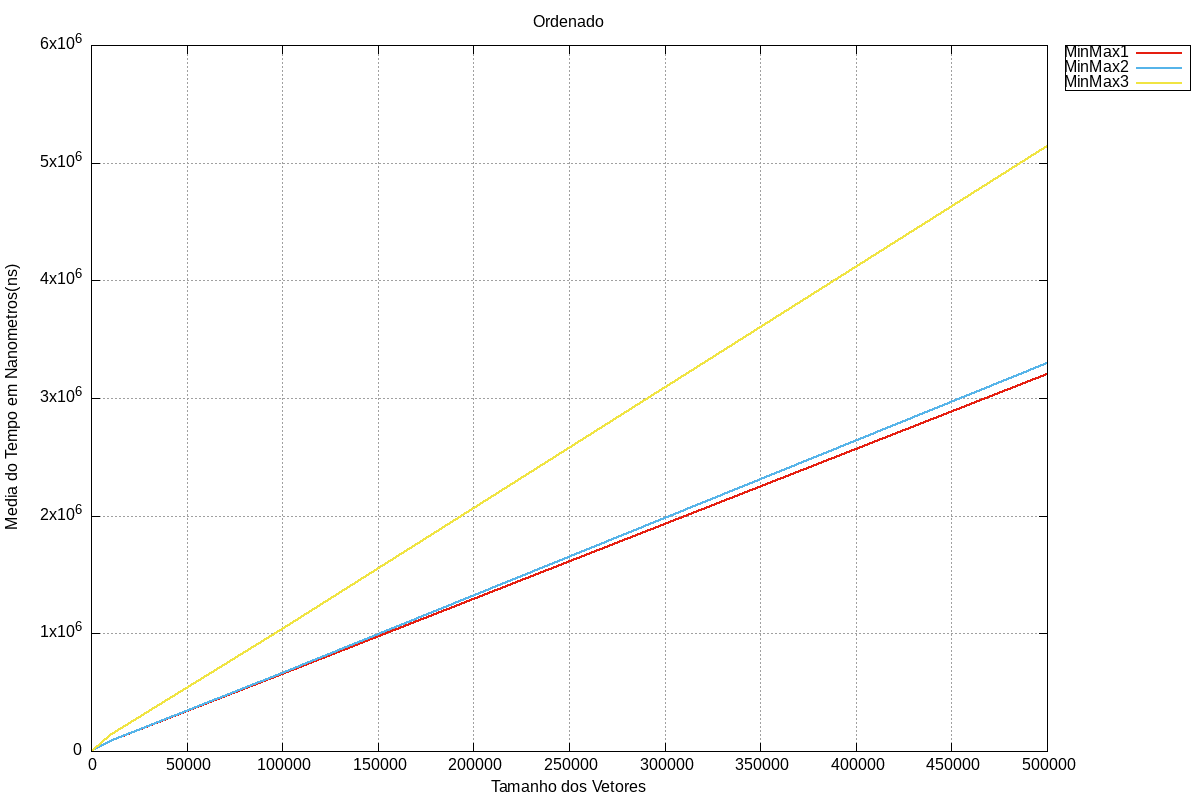 Ordenado
MinMax1
MinMax2
MinMax3
6x10⁶
5x10⁶
4x10⁶
3x10⁶
2x10⁶
1x10⁶
0
Media do Tempo em Nanometros(ns)
0 50000 100000 150000 200000 250000 300000 350000 400000 450000 500000
Tamanho dos Vetores